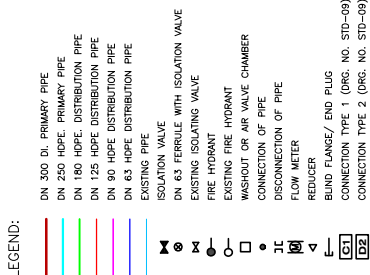 LEGEND:
DN 300 DI. PRIMARY PIPE
DN 250 HDPE. PRIMARY PIPE
DN 180 HDPE. DISTRIBUTION PIPE
DN 125 HDPE DISTRIBUTION PIPE
DN 90 HDPE DISTRIBUTION PIPE
DN 63 HDPE DISTRIBUTION PIPE
EXISTING PIPE
ISOLATION VALVE
DN 63 FERRULE WITH ISOLATION VALVE
EXISTING ISOLATING VALVE
FIRE HYDRANT
EXISTING FIRE HYDRANT
WASHOUT OR AIR VALVE CHAMBER
CONNECTION OF PIPE
DISCONNECTION OF PIPE
M FLOW METER
REDUCER
BLIND FLANGE/ END PLUG
C1 CONNECTION TYPE 1 (DRG. NO. STD-09)
D2 CONNECTION TYPE 2 (DRG. NO. STD-09)